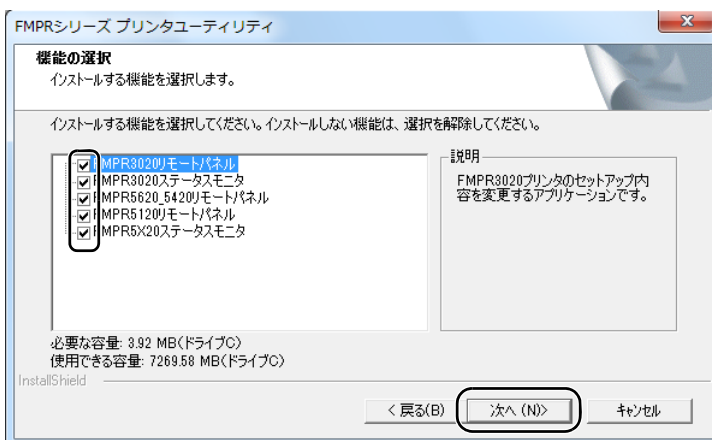 FMPRシリーズ プリンタユーティリティ
機能の選択
インストールする機能を選択します。
インストールする機能を選択してください。インストールしない機能は、選択を解除してください。
FMPR3020リモートパネル
FMPR3020ステータスモニタ
FMPR5620_5420リモートパネル
FMPR5120リモートパネル
FMPR5X20ステータスモニタ
説明
FMPR3020プリンタのセットアップ内
容を変更するアプリケーションです。
必要な容量: 3.92 MB(ドライブC)
使用できる容量: 7269.58 MB(ドライブC)
InstallShield
< 戻る(B)
次へ (N)>
キャンセル